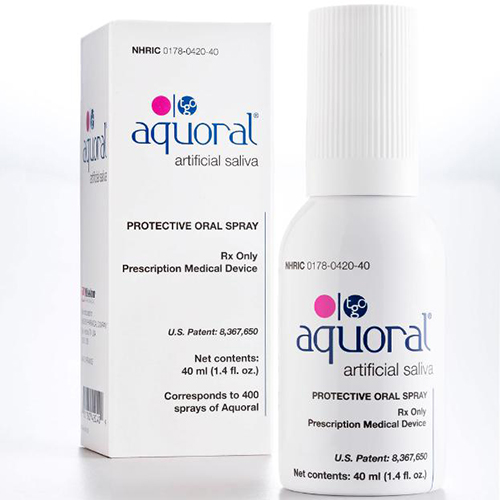 NHRIC 0178-0420-40
tgo
aquoral®
artificial saliva
PROTECTIVE ORAL SPRAY
Rx Only
Prescription Medical Device
U.S. Patent: 8,367,650
Net contents:
40 ml (1.4 fl. oz.)
Corresponds to 400
sprays of Aquoral
NHRIC 0178-0420-40
tgo
aquoral®
artificial saliva
PROTECTIVE ORAL SPRAY
Rx Only
Prescription Medical Device
U.S. Patent: 8,367,650
Net contents: 40 ml (1.4 fl. oz.)